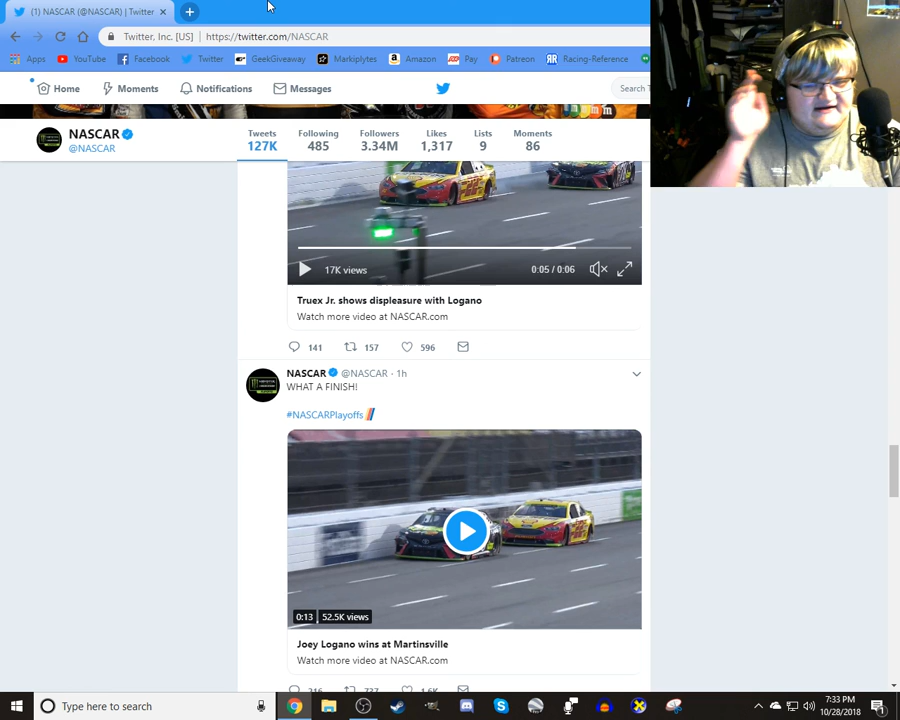 (1) NASCAR (@NASCAR) | Twitter
Twitter, Inc. [US] | https://twitter.com/NASCAR
Apps YouTube Facebook Twitter GeekGiveaway Markiplytes Amazon Pay Patreon Racing-Reference
Home Moments Notifications Messages Search T
NASCAR
@NASCAR
Tweets Following Followers Likes Lists Moments
127K 485 3.34M 1,317 9 86
17K views 0:05 / 0:06
Truex Jr. shows displeasure with Logano
Watch more video at NASCAR.com
141 157 596
NASCAR @NASCAR · 1h
WHAT A FINISH!
#NASCARPlayoffs
0:13 52.5K views
Joey Logano wins at Martinsville
Watch more video at NASCAR.com
216 737 1.6K
Type here to search
7:33 PM
10/28/2018